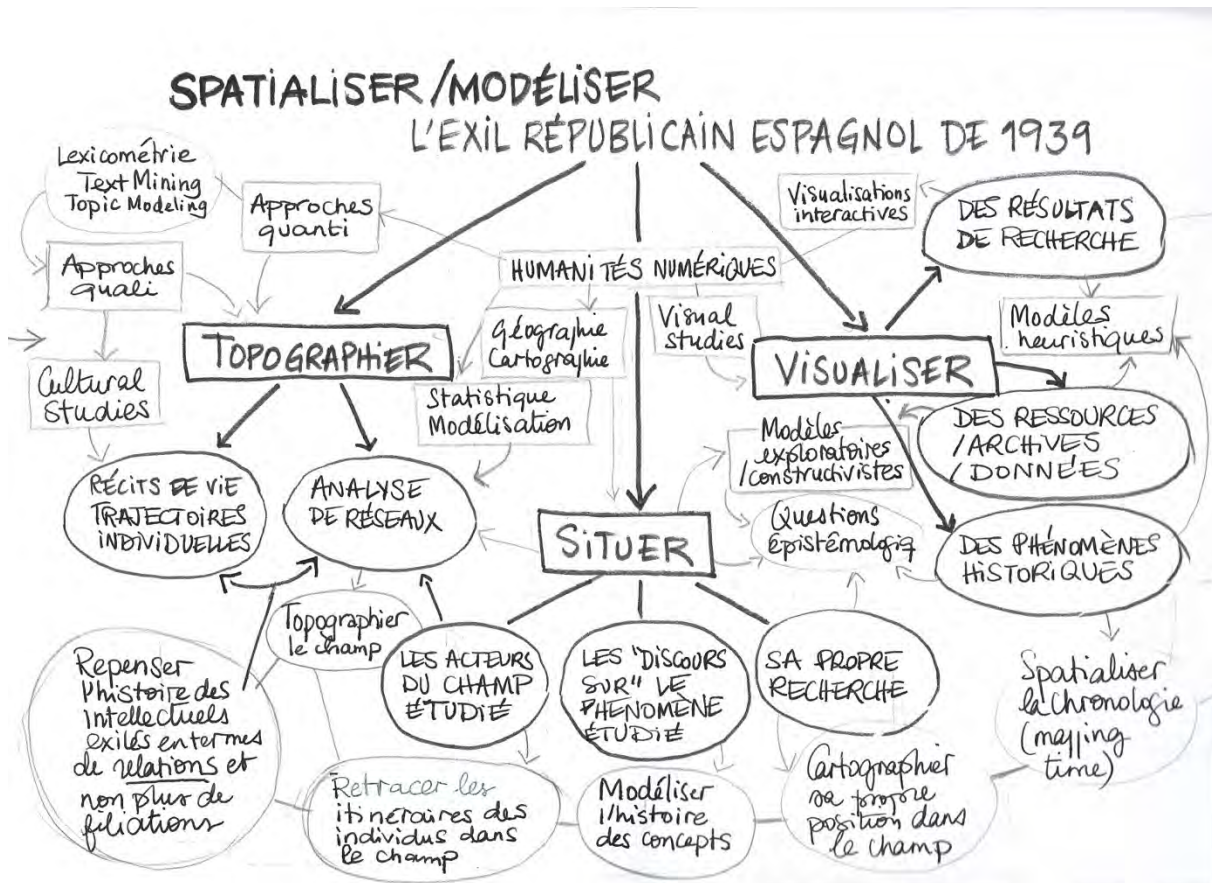 SPATIALISER/MODÉLISER
L'EXIL RÉPUBLICAIN ESPAGNOL DE 1939
Lexicométrie
Text Mining
Topic Modeling
Approches
quanti
Approches
quali
Cultural
Studies
HUMANITÉS NUMÉRIQUES
Géographie
Cartographie
Statistique
Modélisation
Visual
studies
Visualisations
interactives
DES RÉSULTATS
DE RECHERCHE
Modèles
heuristiques
TOPOGRAPHIER
VISUALISER
DES RESSOURCES
/ARCHIVES
/DONNÉES
Modèles
exploratoires
/constructivistes
RÉCITS DE VIE
TRAJECTOIRES
INDIVIDUELLES
ANALYSE
DE RÉSEAUX
SITUER
Questions
épistémologiq
DES PHÉNOMÈNES
HISTORIQUES
Topographier
le champ
LES ACTEURS
DU CHAMP
ÉTUDIÉ
LES "DISCOURS
SUR" LE
PHÉNOMÈNE
ÉTUDIÉ
SA PROPRE
RECHERCHE
Repenser
l'histoire des
intellectuels
exilés en termes
de relations et
non plus de
filiations
Retracer les
itinéraires des
individus dans
le champ
Modéliser
l'histoire
des concepts
Cartographier
sa propre
position dans
le champ
Spatialiser
la chronologie
(mapping
time)